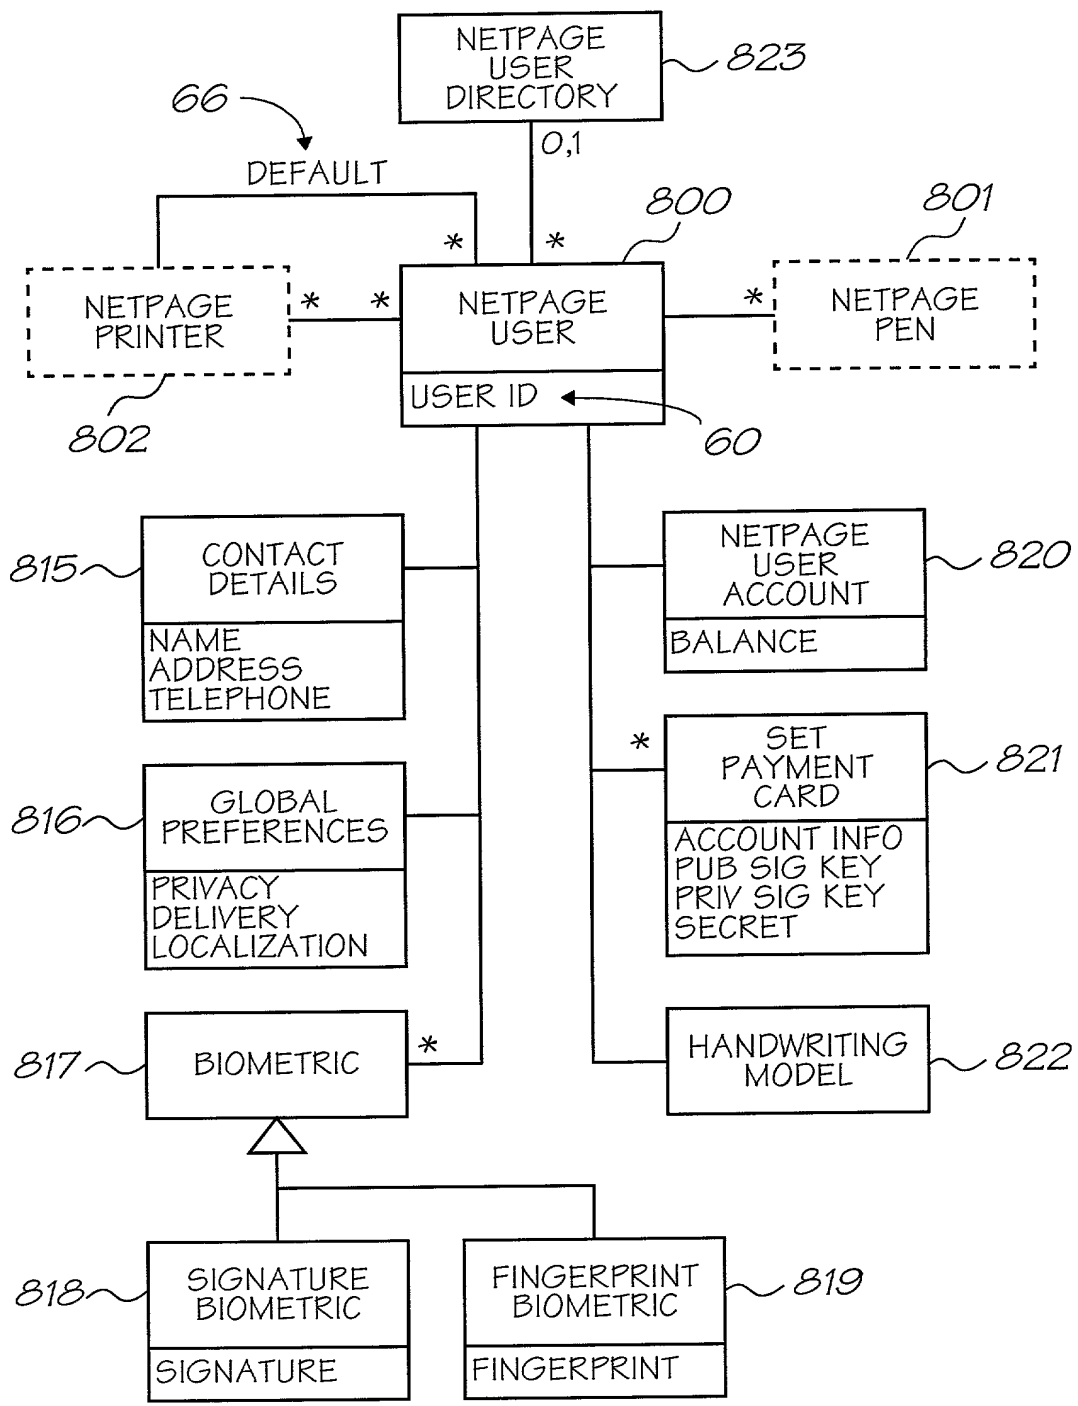 NETPAGE
USER
DIRECTORY
823
66
0,1
DEFAULT
800
801
*
*
NETPAGE
PRINTER
*
*
NETPAGE
USER
*
NETPAGE
PEN
802
USER ID
60
CONTACT
DETAILS
815
NAME
ADDRESS
TELEPHONE
NETPAGE
USER
ACCOUNT
820
BALANCE
*
SET
PAYMENT
CARD
821
ACCOUNT INFO
PUB SIG KEY
PRIV SIG KEY
SECRET
GLOBAL
PREFERENCES
816
PRIVACY
DELIVERY
LOCALIZATION
817
BIOMETRIC
*
HANDWRITING
MODEL
822
818
SIGNATURE
BIOMETRIC
SIGNATURE
FINGERPRINT
BIOMETRIC
819
FINGERPRINT